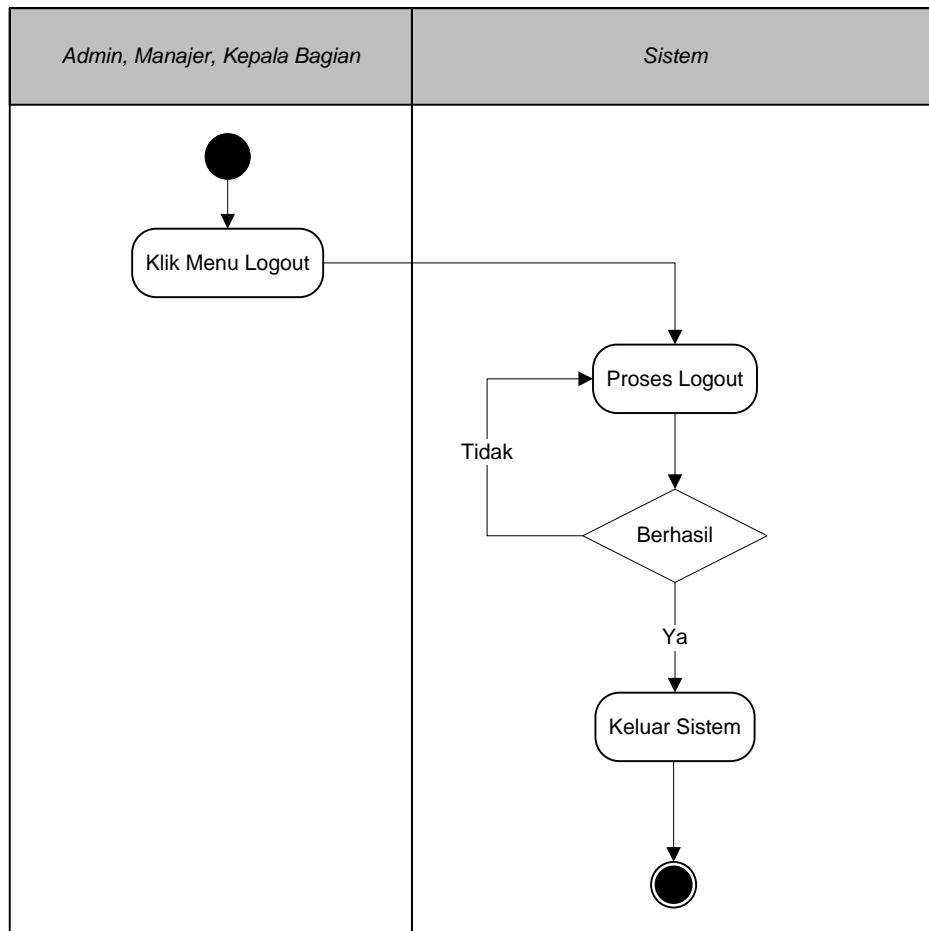 Admin, Manajer, Kepala Bagian
Sistem
Klik Menu Logout
Proses Logout
Tidak
Berhasil
Ya
Keluar Sistem